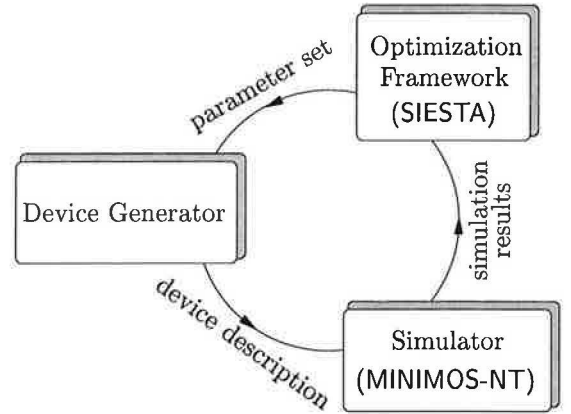 Optimization
Framework
(SIESTA)
parameter set
Device Generator
simulation
results
device description
Simulator
(MINIMOS-NT)